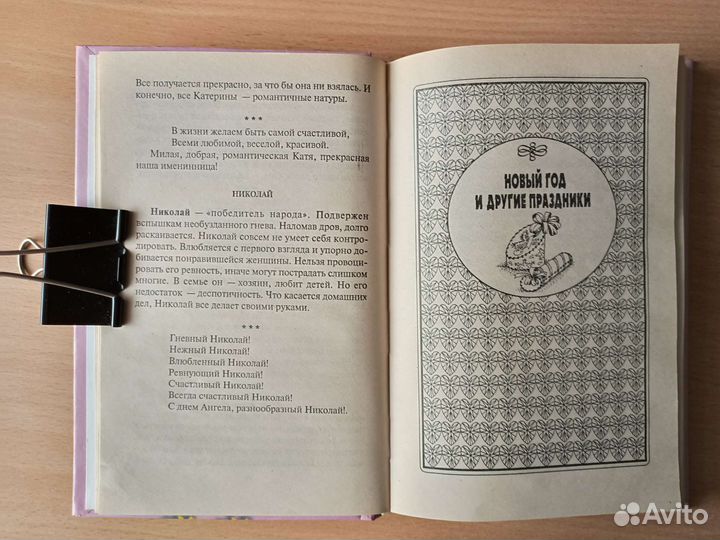 Все получается прекрасно, за что бы она ни взялась. И
конечно, все Катерины — романтичные натуры.
***
В жизни желаем быть самой счастливой,
Всеми любимой, веселой, красивой.
Милая, добрая, романтическая Катя, прекрасная
наша именинница!
НИКОЛАЙ
Николай — «победитель народа». Подвержен
вспышкам необузданного гнева. Наломав дров, долго
раскаивается. Николай совсем не умеет себя контро-
лировать. Влюбляется с первого взгляда и упорно до-
бивается понравившейся женщины. Нельзя провоци-
ровать его ревность, иначе могут пострадать слишком
многие. В семье он — хозяин, любит детей. Но его
недостаток — деспотичность. Что касается домашних
дел, Николай все делает своими руками.
***
Гневный Николай!
Нежный Николай!
Влюбленный Николай!
Ревнующий Николай!
Счастливый Николай!
Всегда счастливый Николай!
С днем Ангела, разнообразный Николай!.
НОВЫЙ ГОД
И ДРУГИЕ ПРАЗДНИКИ
Avito